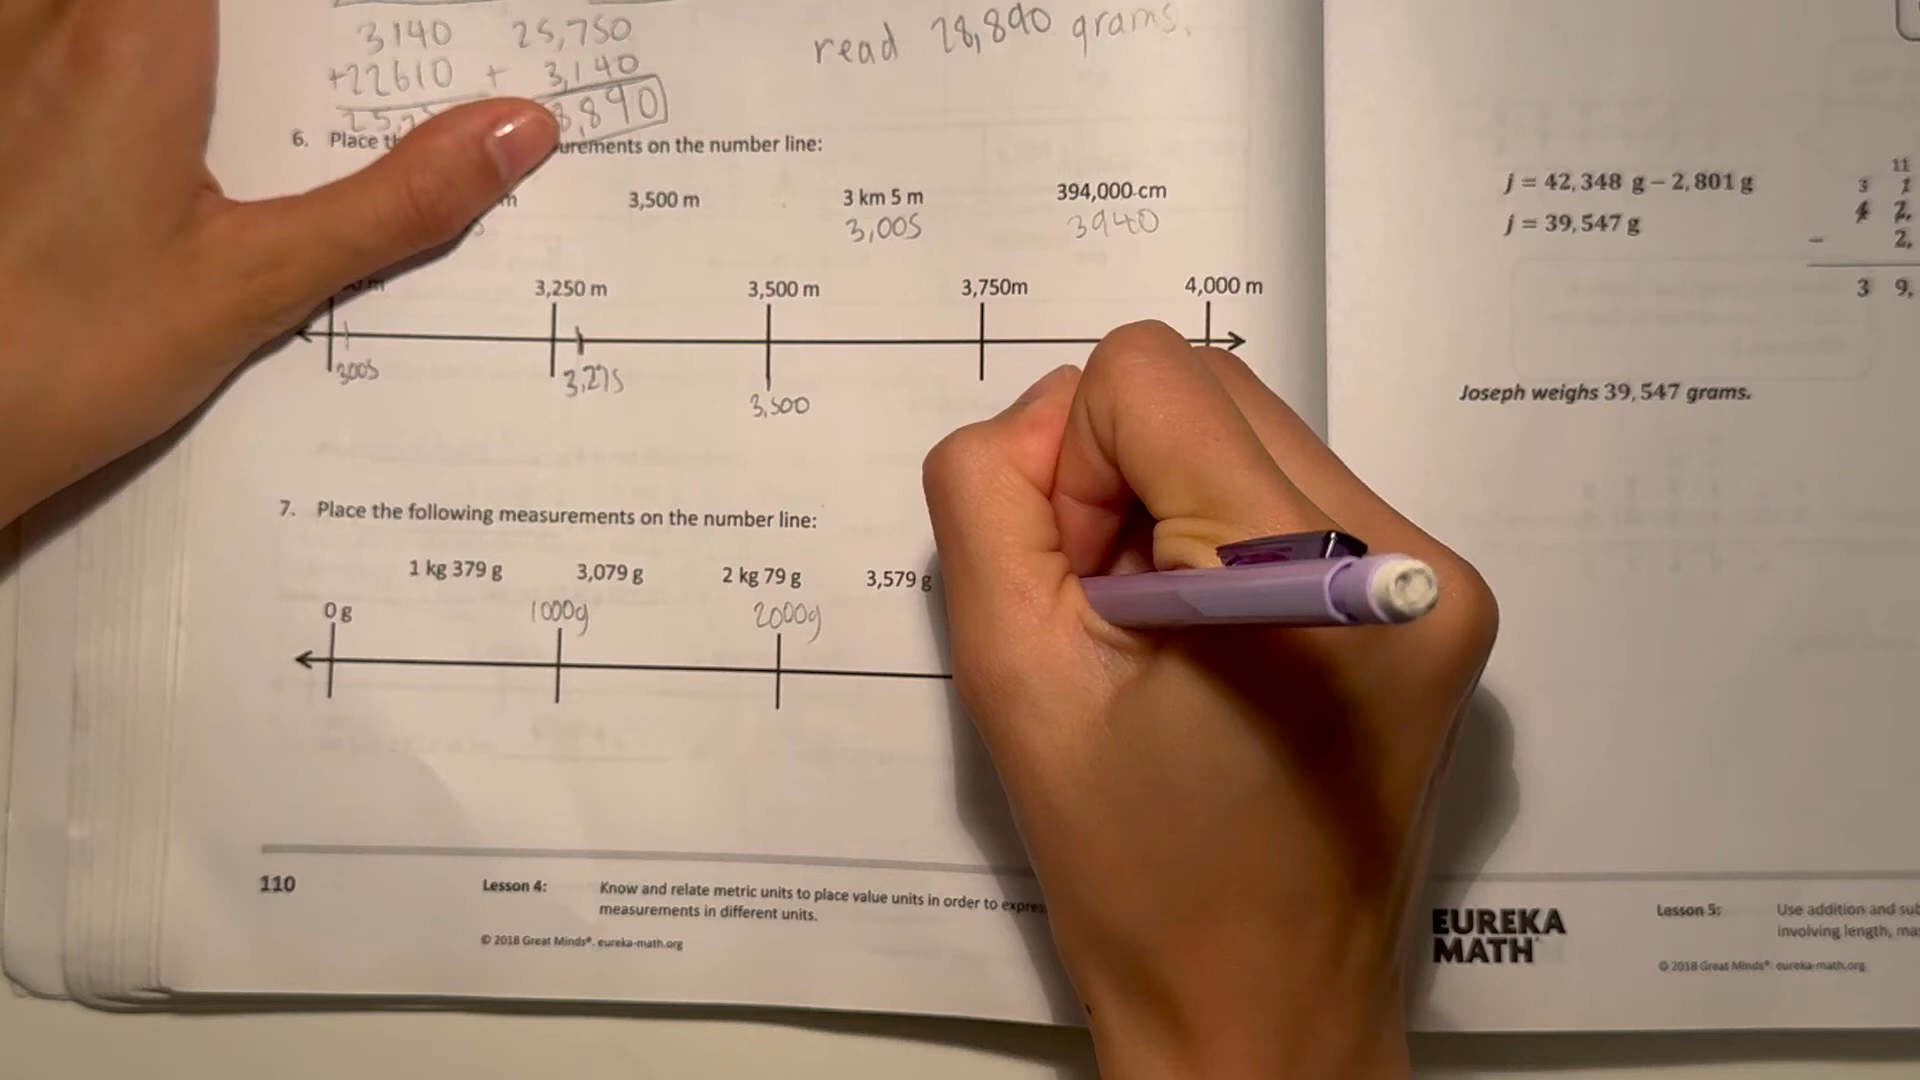 3140 25,750
+22610 + 3,140
8,890
read 28,890 grams.
6. Place urements on the number line:
m 3,500 m 3 km 5 m 394,000 cm
3,005 3940
3,250 m 3,500 m 3,750m 4,000 m
3005 3,275 3,500
7. Place the following measurements on the number line:
1 kg 379 g 3,079 g 2 kg 79 g 3,579 g
0 g 1000g 2000g
110 Lesson 4: Know and relate metric units to place value units in order to expres
measurements in different units.
© 2018 Great Minds®. eureka-math.org
j = 42,348 g – 2,801 g
j = 39,547 g
11
3 1
4 2,
– 2,
3 9,
Joseph weighs 39,547 grams.
EUREKA
MATH
Lesson 5: Use addition and sub
involving length, ma
© 2018 Great Minds®. eureka-math.org